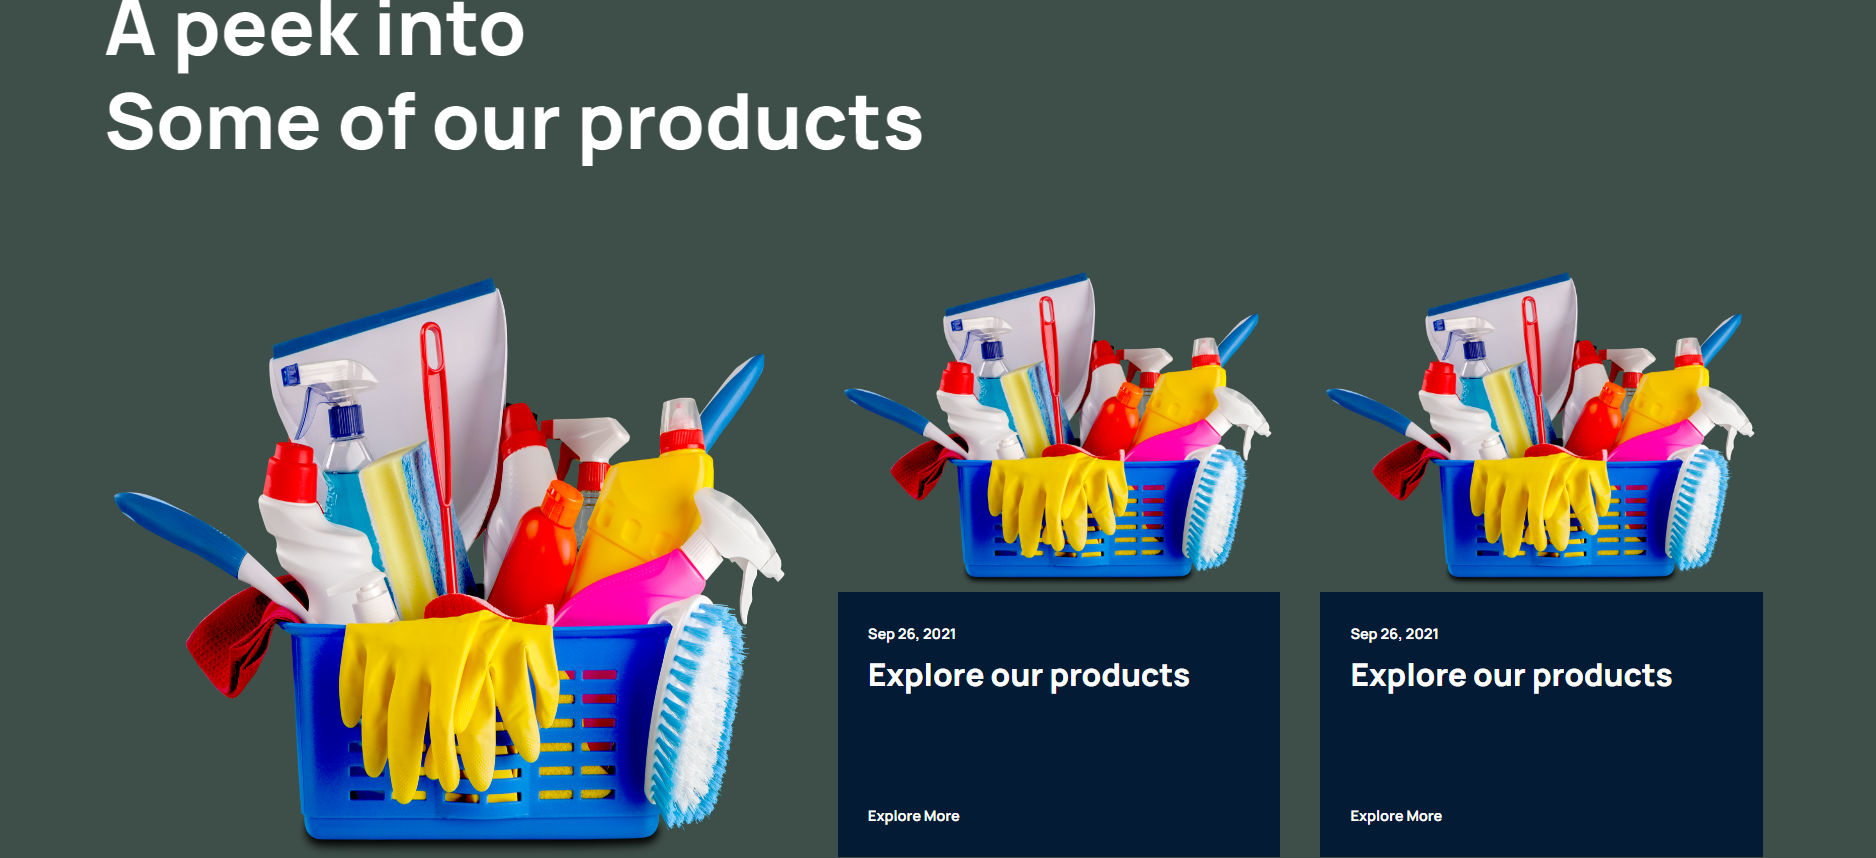 A peek into
Some of our products
Sep 26, 2021
Explore our products
Explore More
Sep 26, 2021
Explore our products
Explore More